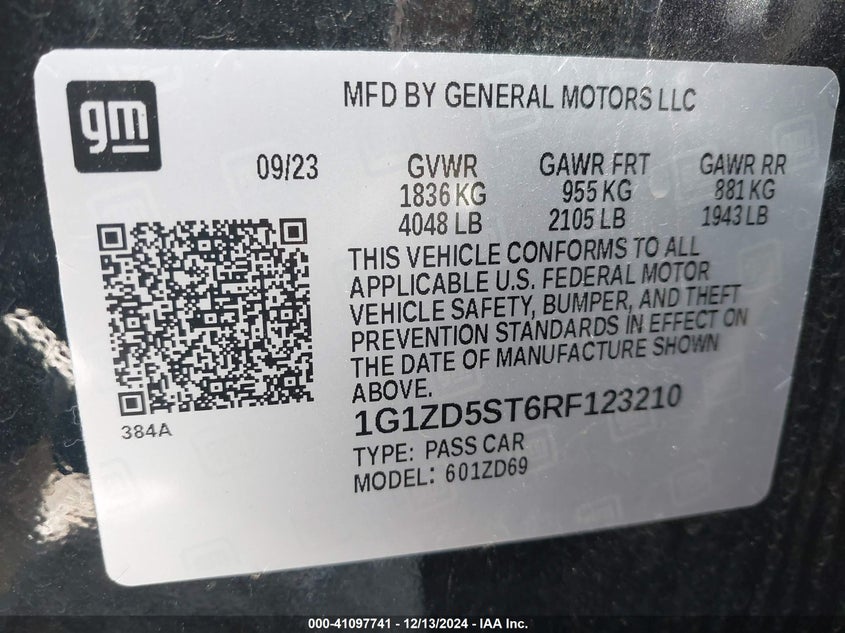 gm
MFD BY GENERAL MOTORS LLC
09/23
GVWR GAWR FRT GAWR RR
1836 KG 955 KG 881 KG
4048 LB 2105 LB 1943 LB
THIS VEHICLE CONFORMS TO ALL
APPLICABLE U.S. FEDERAL MOTOR
VEHICLE SAFETY, BUMPER, AND THEFT
PREVENTION STANDARDS IN EFFECT ON
THE DATE OF MANUFACTURE SHOWN
ABOVE.
384A
1G1ZD5ST6RF123210
TYPE: PASS CAR
MODEL: 601ZD69
000-41097741 - 12/13/2024 - IAA Inc.